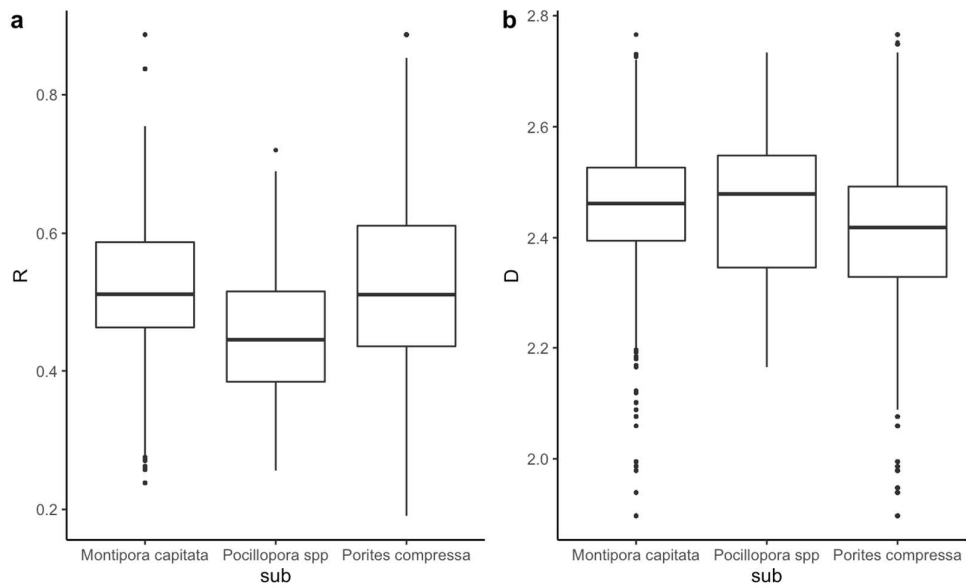 a
0.8
0.6
R
0.4
0.2
Montipora capitata Pocillopora spp Porites compressa
sub
b
2.8
2.6
2.4
D
2.2
2.0
Montipora capitata Pocillopora spp Porites compressa
sub